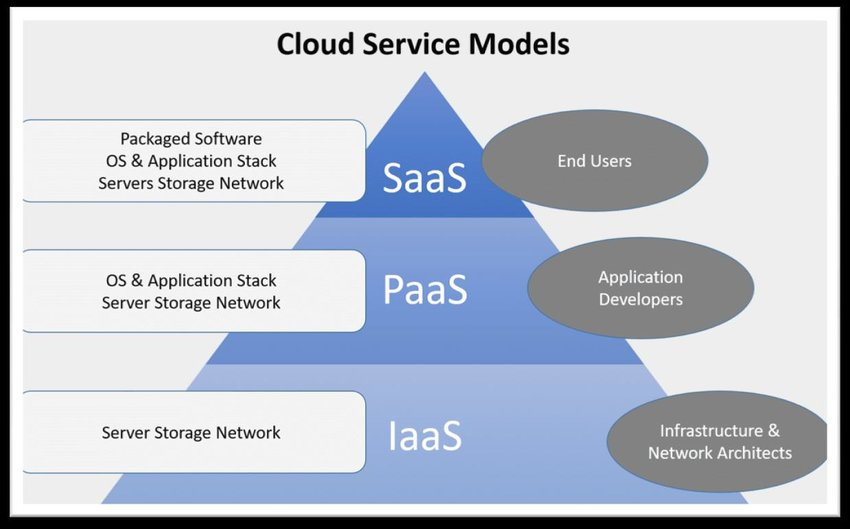 Cloud Service Models
Packaged Software
OS & Application Stack
Servers Storage Network
SaaS
End Users
OS & Application Stack
Server Storage Network
PaaS
Application
Developers
Server Storage Network
IaaS
Infrastructure &
Network Architects